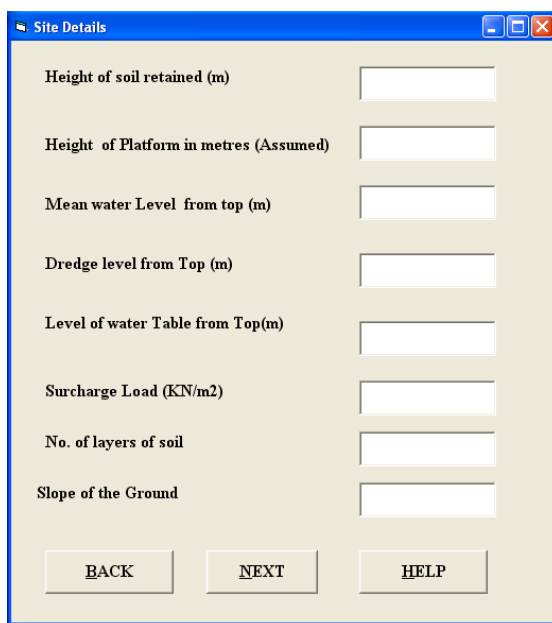 Site Details
Height of soil retained (m)
Height of Platform in metres (Assumed)
Mean water Level from top (m)
Dredge level from Top (m)
Level of water Table from Top(m)
Surcharge Load (KN/m2)
No. of layers of soil
Slope of the Ground
BACK NEXT HELP